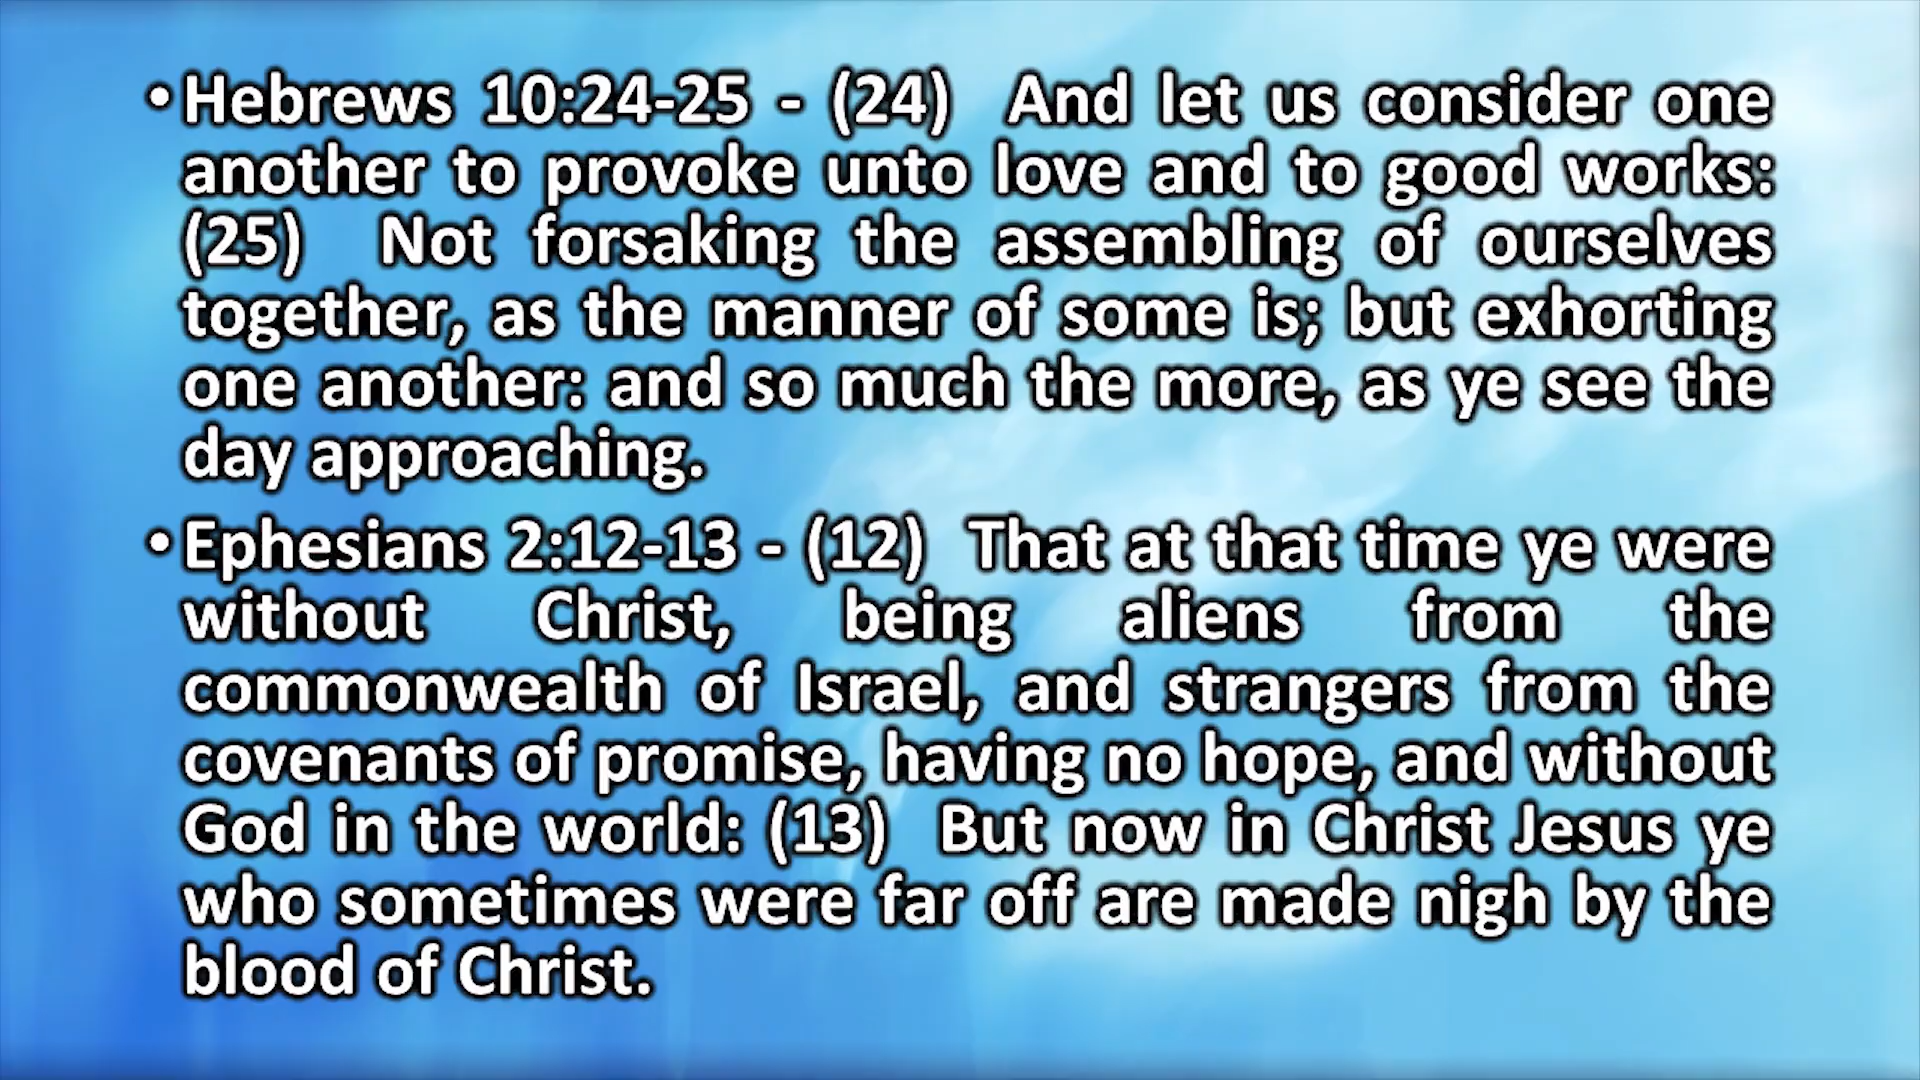 • Hebrews 10:24-25 - (24) And let us consider one
another to provoke unto love and to good works:
(25) Not forsaking the assembling of ourselves
together, as the manner of some is; but exhorting
one another: and so much the more, as ye see the
day approaching.
• Ephesians 2:12-13 - (12) That at that time ye were
without Christ, being aliens from the
commonwealth of Israel, and strangers from the
covenants of promise, having no hope, and without
God in the world: (13) But now in Christ Jesus ye
who sometimes were far off are made nigh by the
blood of Christ.